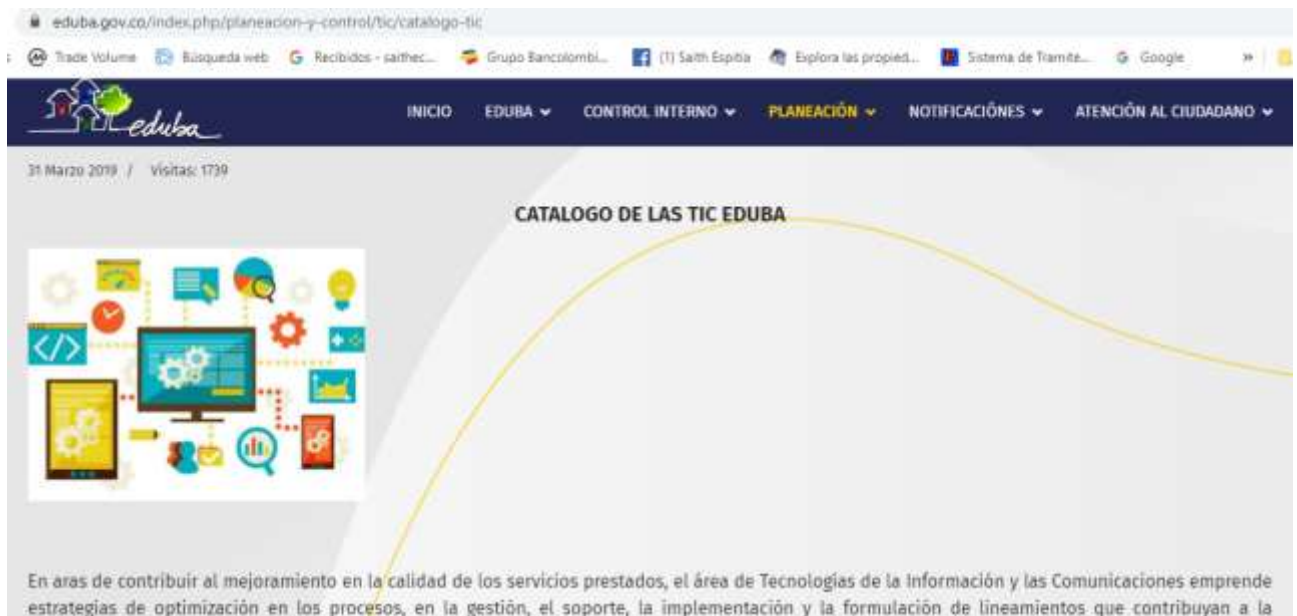 eduba.gov.co/index.php/planeacion-y-control/tic/catalogo-tic
Trade Volume Búsqueda web Recibidos - saithec... Grupo Bancolombi... (1) Saith Espitia Explora las propied... Sistema de Tramite... Google »
eduba INICIO EDUBA CONTROL INTERNO PLANEACIÓN NOTIFICACIÓNES ATENCIÓN AL CIUDADANO
31 Marzo 2019 / Visitas: 1739
CATALOGO DE LAS TIC EDUBA
</>
En aras de contribuir al mejoramiento en la calidad de los servicios prestados, el área de Tecnologías de la Información y las Comunicaciones emprende
estrategias de optimización en los procesos, en la gestión, el soporte, la implementación y la formulación de lineamientos que contribuyan a la